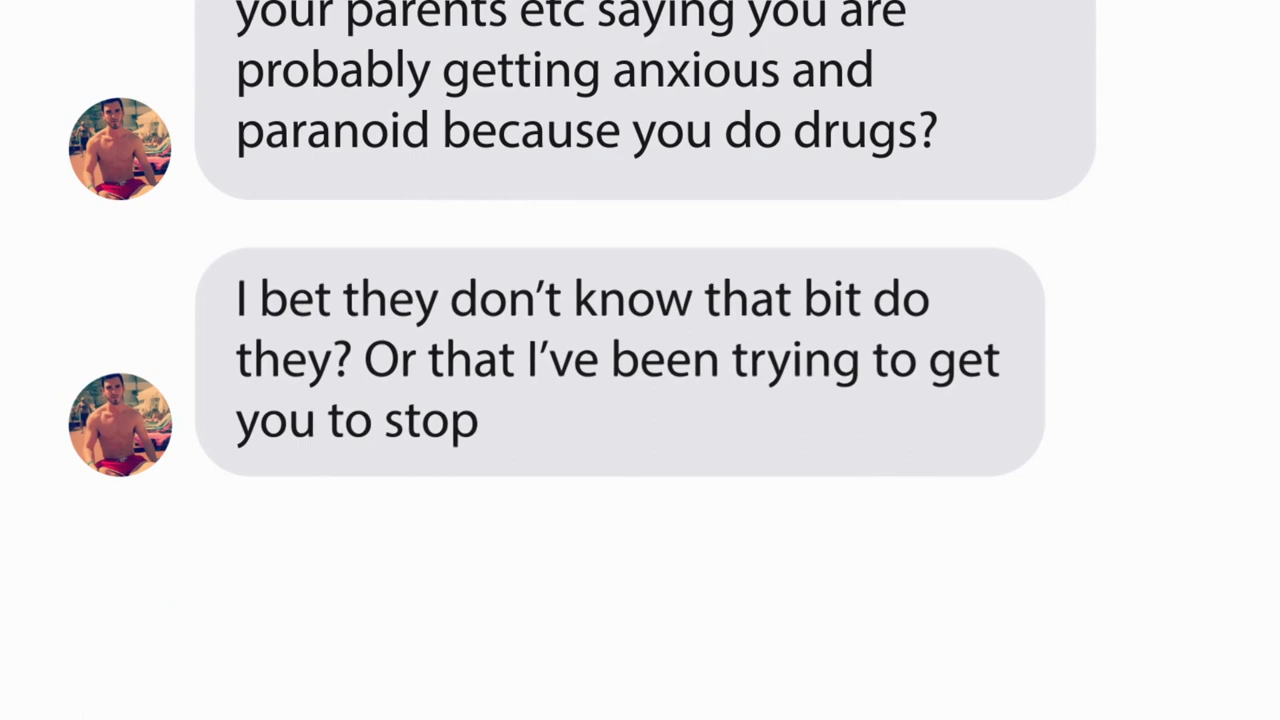 your parents etc saying you are
probably getting anxious and
paranoid because you do drugs?
I bet they don’t know that bit do
they? Or that I’ve been trying to get
you to stop